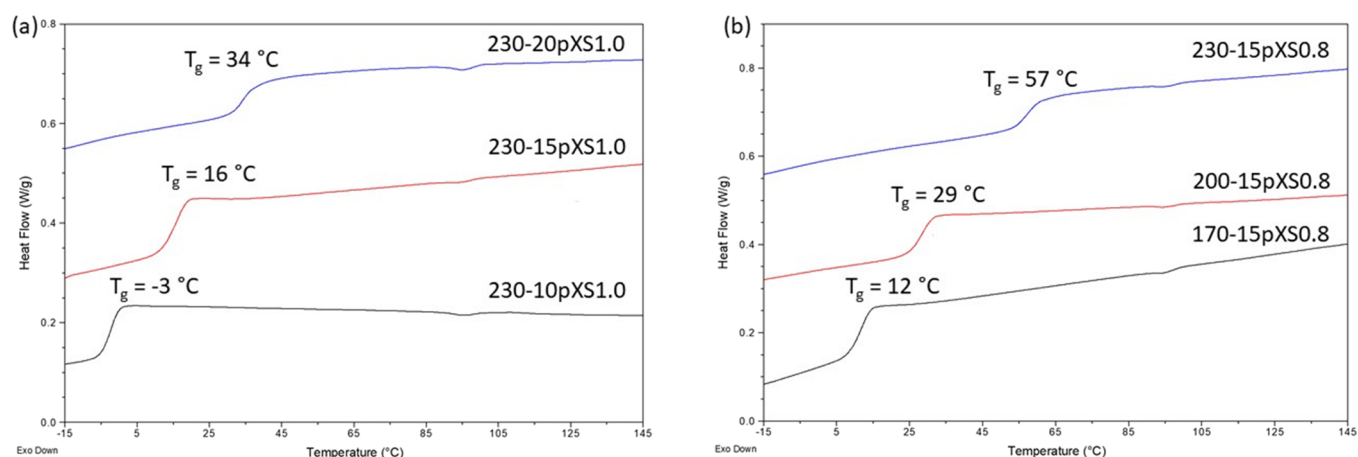 (a)
0.8
0.6
0.4
0.2
0.0
Heat Flow (W/g)
230-20pXS1.0
Tg = 34 °C
230-15pXS1.0
Tg = 16 °C
230-10pXS1.0
Tg = -3 °C
-15 5 25 45 65 85 105 125 145
Exo Down
Temperature (°C)
(b)
0.8
0.6
0.4
0.2
0.0
Heat Flow (W/g)
230-15pXS0.8
Tg = 57 °C
200-15pXS0.8
Tg = 29 °C
170-15pXS0.8
Tg = 12 °C
-15 5 25 45 65 85 105 125 145
Exo Down
Temperature (°C)